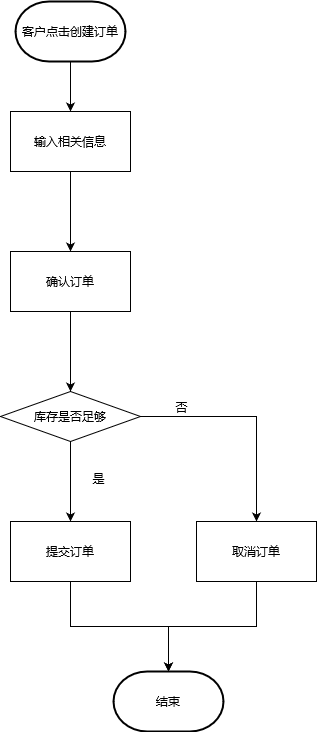 客户点击创建订单
输入相关信息
确认订单
库存是否足够
否
是
提交订单
取消订单
结束